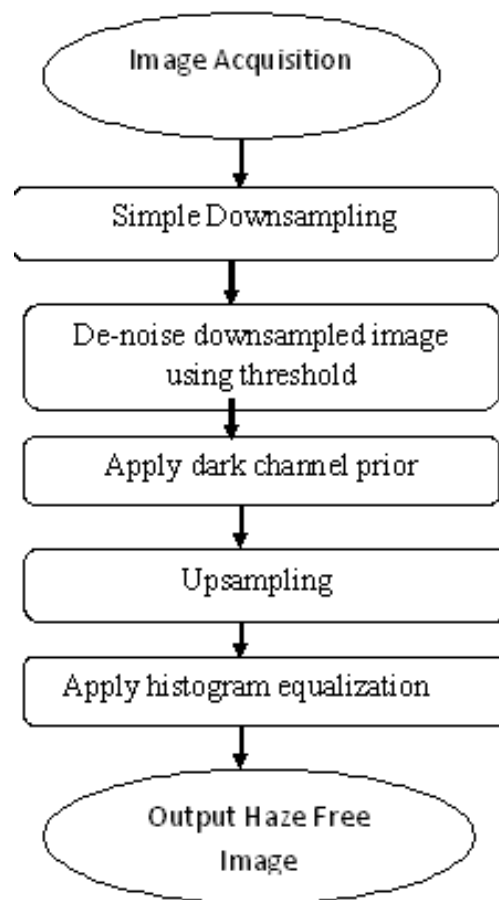 Image Acquisition
Simple Downsampling
De-noise downsampled image
using threshold
Apply dark channel prior
Upsampling
Apply histogram equalization
Output Haze Free
Image